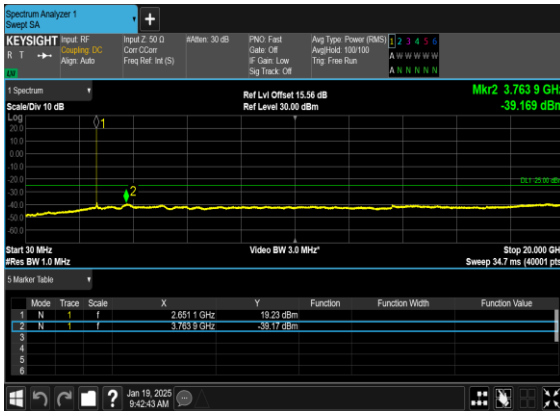 Spectrum Analyzer 1
Swept SA
+
KEYSIGHT Input: RF Input Z: 50 Ω #Atten: 30 dB PNO: Fast Avg Type: Power (RMS) 1 2 3 4 5 6
R T Coupling: DC Corr CCorr Gate: Off Avg|Hold: 100/100 A W W W W W
Align: Auto Freq Ref: Int (S) IF Gain: Low Trig: Free Run A N N N N N
LXI Sig Track: Off
1 Spectrum
Scale/Div 10 dB
Ref Lvl Offset 15.56 dB
Ref Level 30.00 dBm
Mkr2 3.763 9 GHz
-39.169 dBm
Log
20.0
10.0
0.00
-10.0
-20.0
-30.0
-40.0
-50.0
-60.0
1
2
DL1 -25.00 dBm
Start 30 MHz Video BW 3.0 MHz* Stop 20.000 GHz
#Res BW 1.0 MHz Sweep 34.7 ms (40001 pts)
5 Marker Table
Mode Trace Scale X Y Function Function Width Function Value
1 N 1 f 2.651 1 GHz 19.23 dBm
2 N 1 f 3.763 9 GHz -39.17 dBm
3
4
5
6
? Jan 19, 2025
9:42:43 AM